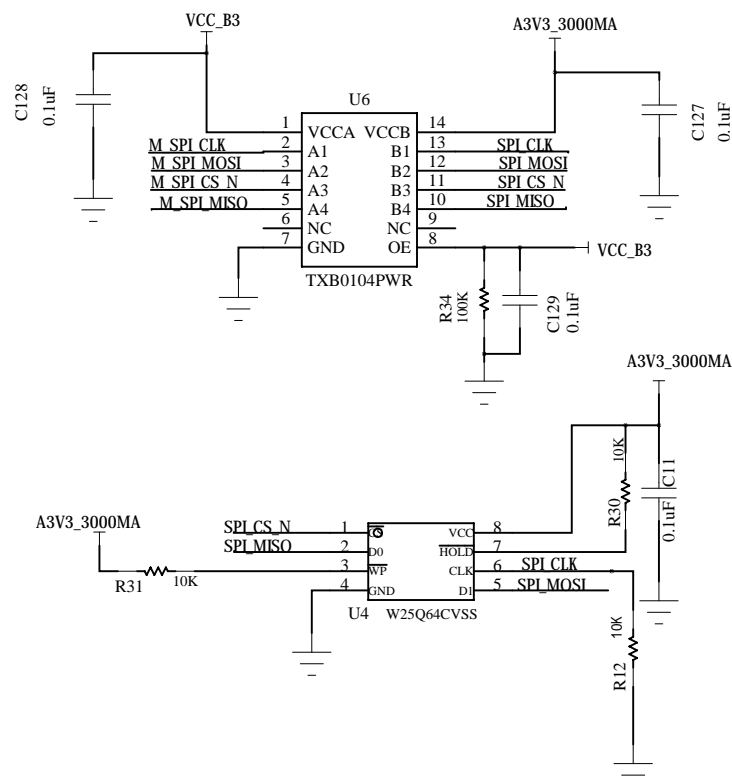 VCC_B3
A3V3_3000MA
C128
0.1uF
U6
C127
0.1uF
1 VCCA VCCB 14
M_SPI_CLK 2 A1 B1 13 SPI_CLK
M_SPI_MOSI 3 A2 B2 12 SPI_MOSI
M_SPI_CS_N 4 A3 B3 11 SPI_CS_N
M_SPI_MISO 5 A4 B4 10 SPI_MISO
6 NC NC 9
7 GND OE 8
VCC_B3
TXB0104PWR
R34
100K
C129
0.1uF
A3V3_3000MA
10K
R30
C11
0.1uF
A3V3_3000MA
SPI_CS_N 1 VCC 8
SPI_MISO 2 D0 HOLD 7
R31 10K 3 WP CLK 6 SPI_CLK
4 GND D1 5 SPI_MOSI
U4 W25Q64CVSS
10K
R12